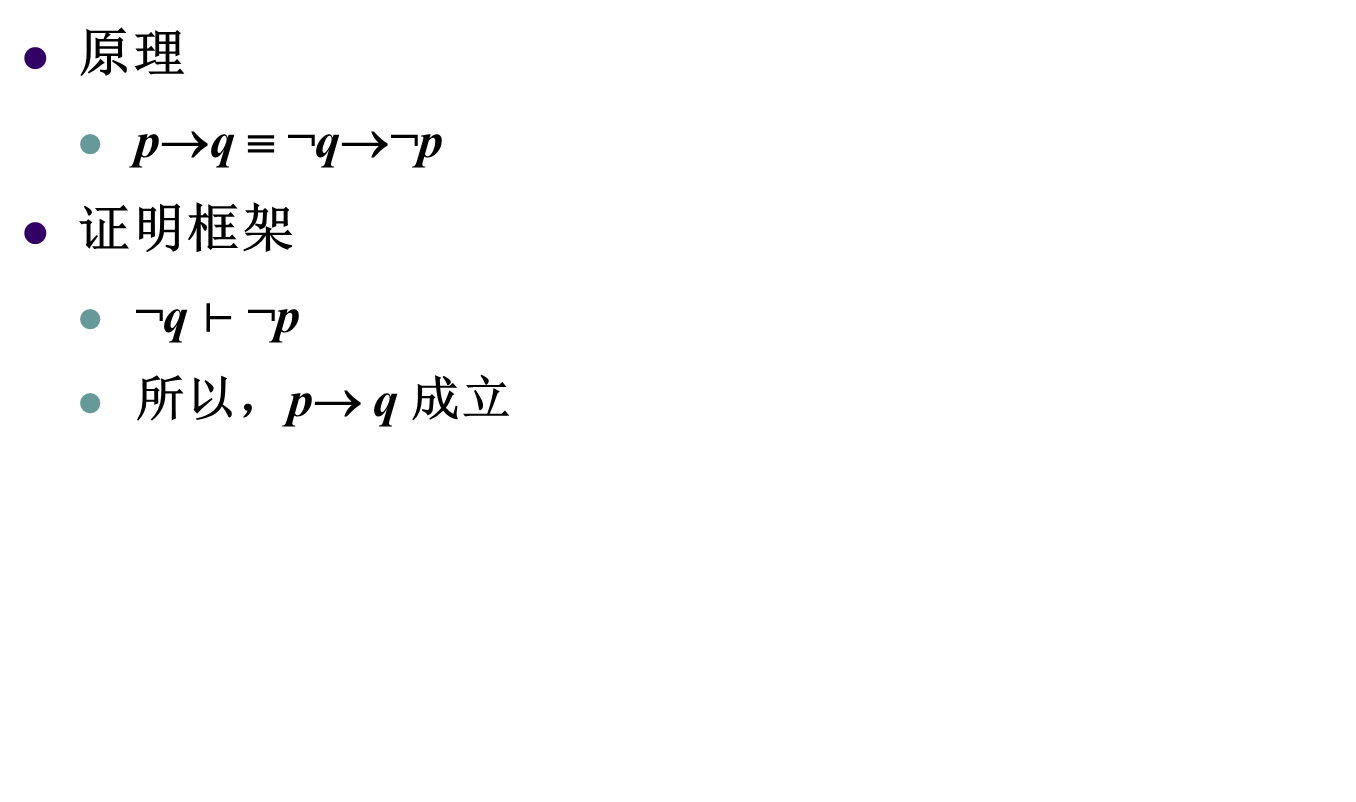 原理
p→q ≡ ¬q→¬p
证明框架
¬q ⊢ ¬p
所以，p→ q 成立